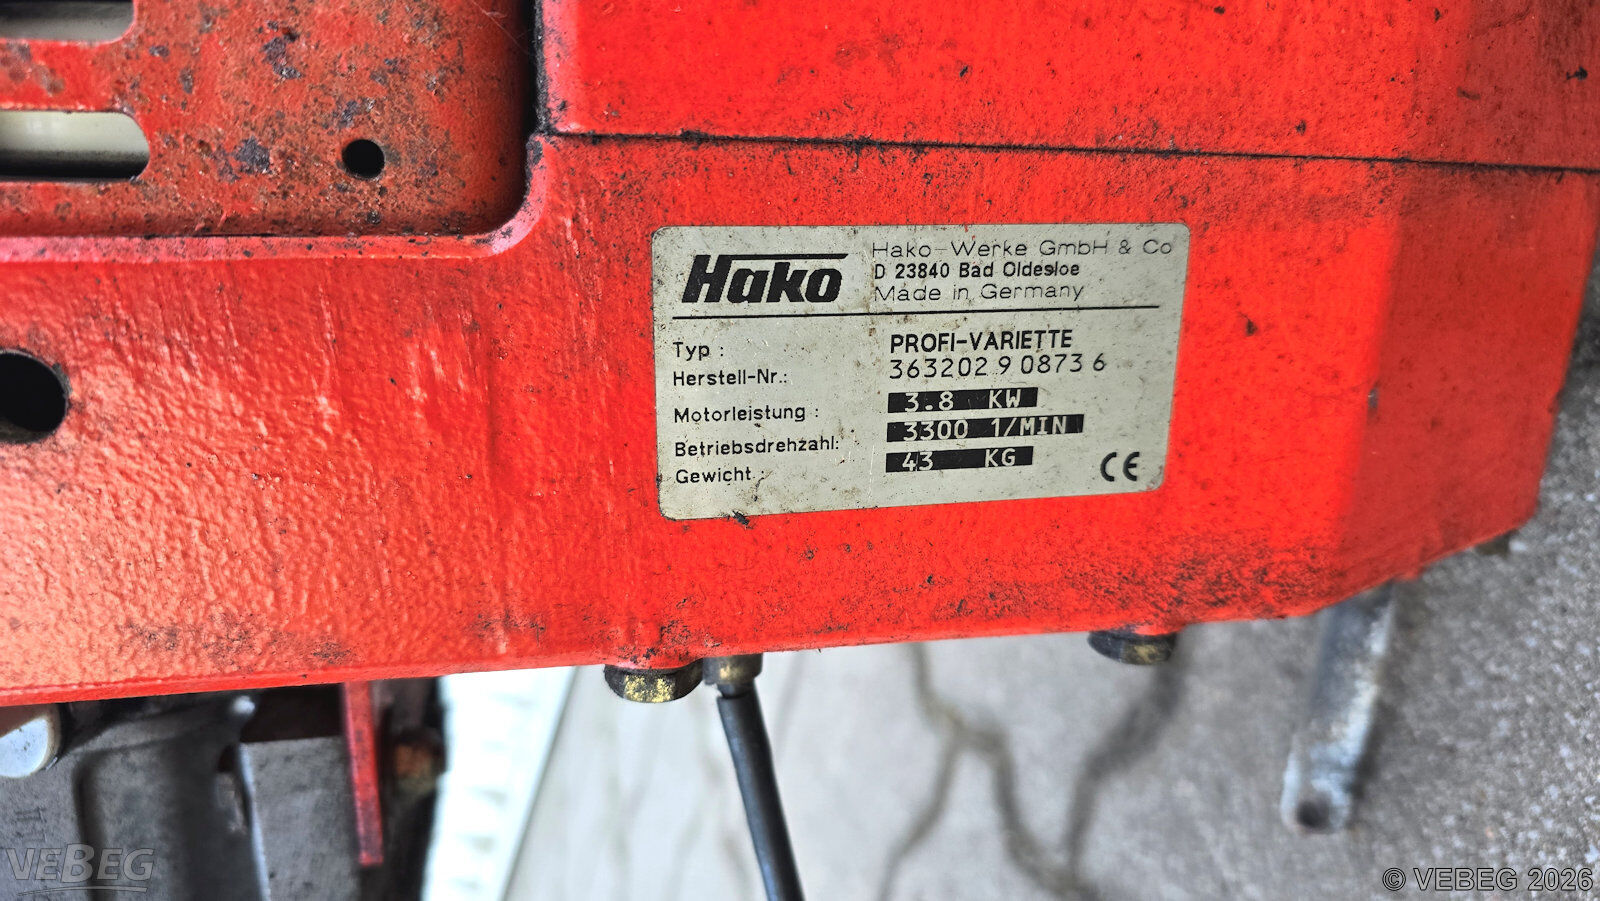 Hako
Hako-Werke GmbH & Co
D 23840 Bad Oldesloe
Made in Germany
Typ : PROFI-VARIETTE
Herstell-Nr.: 363202 9 0873 6
Motorleistung : 3.8 KW
Betriebsdrehzahl: 3300 1/MIN
Gewicht : 43 KG
CE
VEBEG
© VEBEG 2026